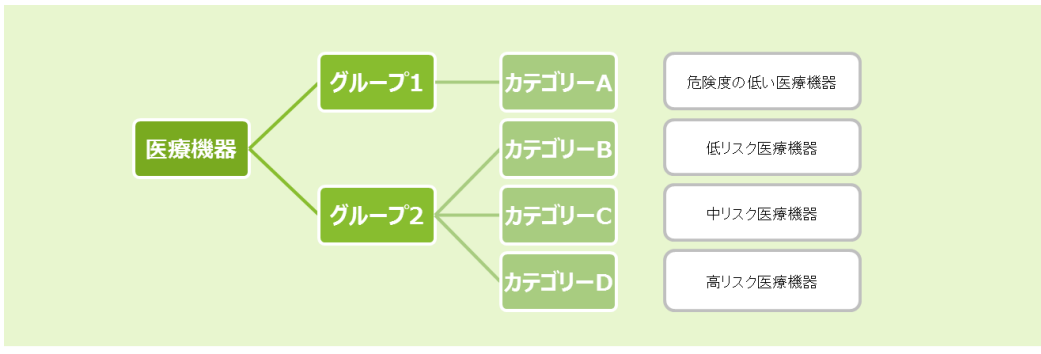 医療機器
グループ1
カテゴリーA
危険度の低い医療機器
グループ2
カテゴリーB
低リスク医療機器
カテゴリーC
中リスク医療機器
カテゴリーD
高リスク医療機器